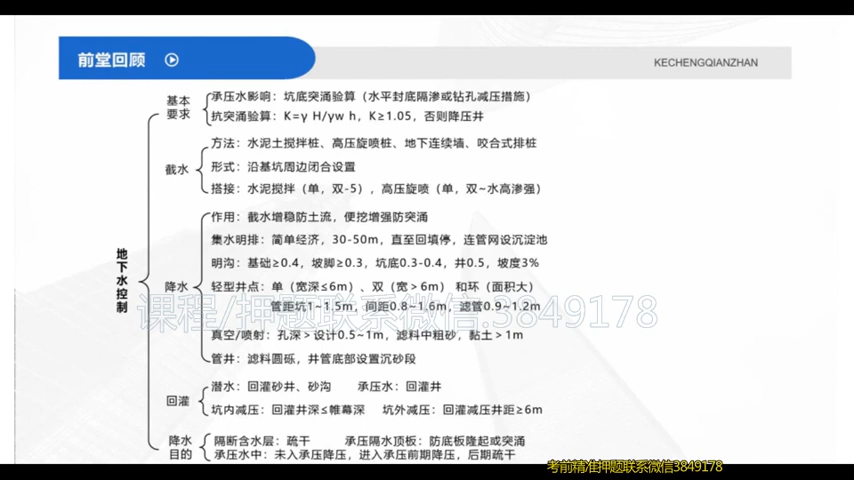 前堂回顾
KECHENGQIANZHAN
地下水控制
基本要求
承压水影响：坑底突涌验算（水平封底隔渗或钻孔减压措施）
抗突涌验算：K=γ H/γw h，K≥1.05，否则降压井
截水
方法：水泥土搅拌桩、高压旋喷桩、地下连续墙、咬合式排桩
形式：沿基坑周边闭合设置
搭接：水泥搅拌（单，双-5），高压旋喷（单，双~水高渗强）
降水
作用：截水增稳防土流，便挖增强防突涌
集水明排：简单经济，30-50m，直至回填停，连管网设沉淀池
明沟：基础≥0.4，坡脚≥0.3，坑底0.3-0.4，井0.5，坡度3%
轻型井点：单（宽深≤6m）、双（宽＞6m） 和环（面积大）
管距坑1~1.5m，间距0.8~1.6m，滤管0.9~1.2m
真空/喷射：孔深＞设计0.5~1m，滤料中粗砂，黏土＞1m
管井：滤料圆砾，井管底部设置沉砂段
回灌
潜水：回灌砂井、砂沟 承压水：回灌井
坑内减压：回灌井深≤帷幕深 坑外减压：回灌减压井距≥6m
降水目的
隔断含水层：疏干 承压隔水顶板：防底板隆起或突涌
承压水中：未入承压降压，进入承压前期降压，后期疏干
课程/押题联系微信:3849178
考前精准押题联系微信3849178